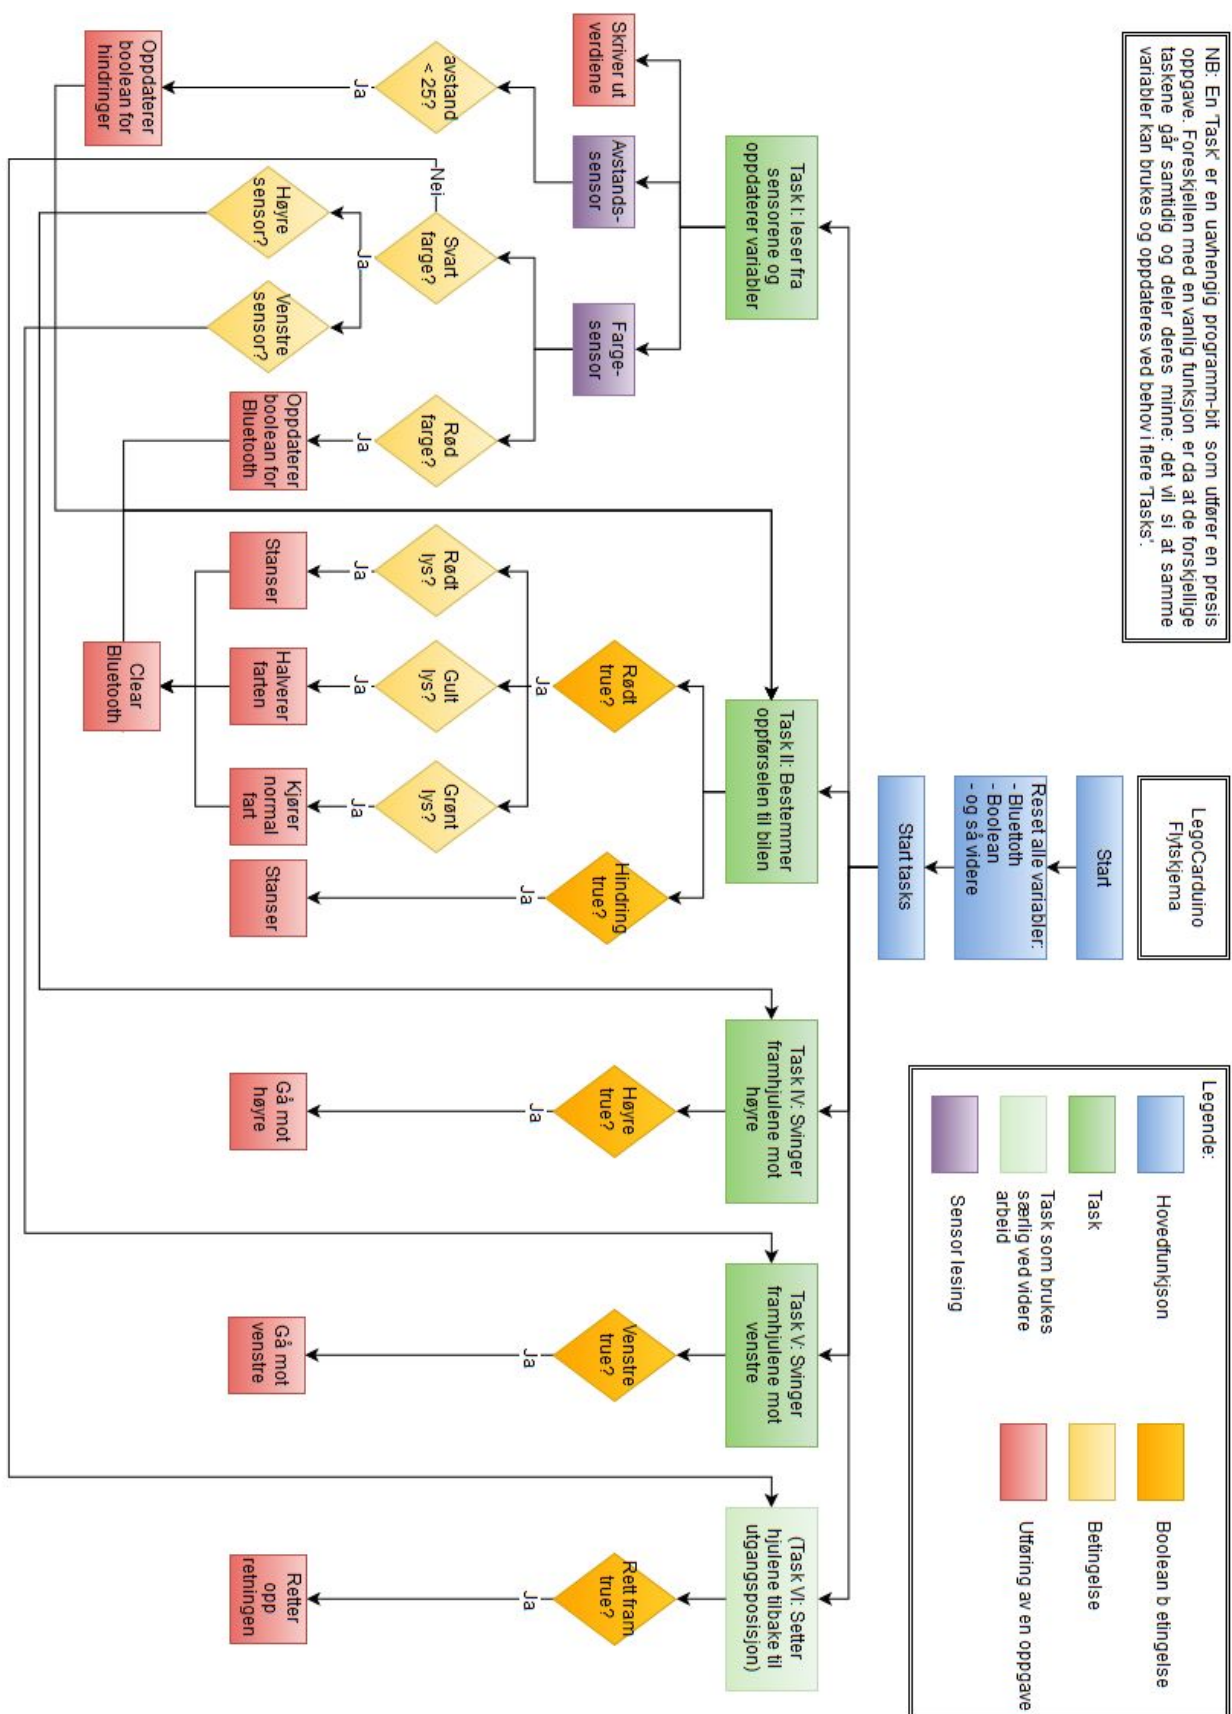 NB: En 'Task' er en uavhengig programm-bit som utfører en presis
oppgave. Foreskjellen med en vanlig funksjon er da at de forskjellige
taskene går samtidig og deler deres minne: det vil si at samme
variabler kan brukes og oppdateres ved behov i flere 'Tasks'.
LegoCarduino
Flytskjema
Legende:
Hovedfunkjson
Boolean b etingelse
Task
Betingelse
Task som brukes
særlig ved videre
arbeid
Utføring av en oppgave
Sensor lesing
Start
Reset alle variabler:
- Bluettoth
- Boolean
- og så videre
Start tasks
Task I: leser fra
sensorene og
oppdaterer variabler
Task II: Bestemmer
oppførselen til bilen
Task IV: Svinger
framhjulene mot
høyre
Task V: Svinger
framhjulene mot
venstre
(Task VI: Setter
hjulene tilbake til
utgangsposisjon)
Skriver ut
verdiene
Avstands-
sensor
Farge-
sensor
Rødt
true?
Hindring
true?
Høyre
true?
Venstre
true?
Rett fram
true?
Ja
Ja
Ja
Ja
Ja
avstand
< 25?
Svart
farge?
Rød
farge?
Rødt
lys?
Gult
lys?
Grønt
lys?
Nei
Ja
Ja
Ja
Ja
Ja
Ja
Høyre
sensor?
Venstre
sensor?
Oppdaterer
boolean for
Bluetooth
Stanser
Halverer
farten
Kjører
normal
fart
Stanser
Gå mot
høyre
Gå mot
venstre
Retter
opp
retningen
Oppdaterer
boolean for
hindringer
Clear
Bluetooth